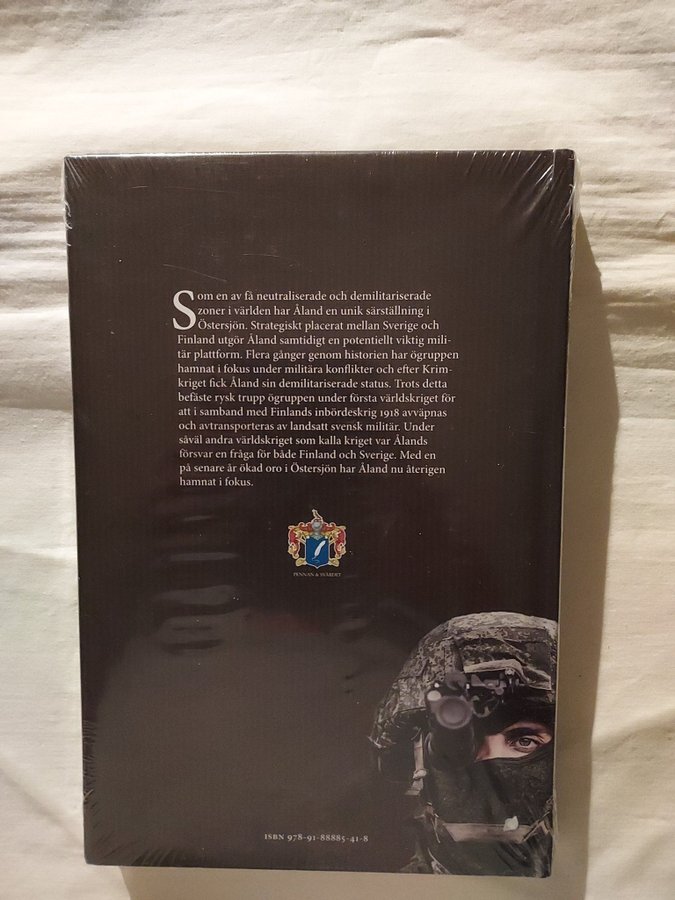 Som en av få neutraliserade och demilitariserade
zoner i världen har Åland en unik särställning i
Östersjön. Strategiskt placerat mellan Sverige och
Finland utgör Åland samtidigt en potentiellt viktig mili-
tär plattform. Flera gånger genom historien har ögruppen
hamnat i fokus under militära konflikter och efter Krim-
kriget fick Åland sin demilitariserade status. Trots detta
befäste rysk trupp ögruppen under första världskriget för
att i samband med Finlands inbördeskrig 1918 avväpnas
och avtransporteras av landsatt svensk militär. Under
såväl andra världskriget som kalla kriget var Ålands
försvar en fråga för både Finland och Sverige. Med en
på senare år ökad oro i Östersjön har Åland nu återigen
hamnat i fokus.
PENNAN & SVÄRDET
ISBN 978-91-88885-41-8